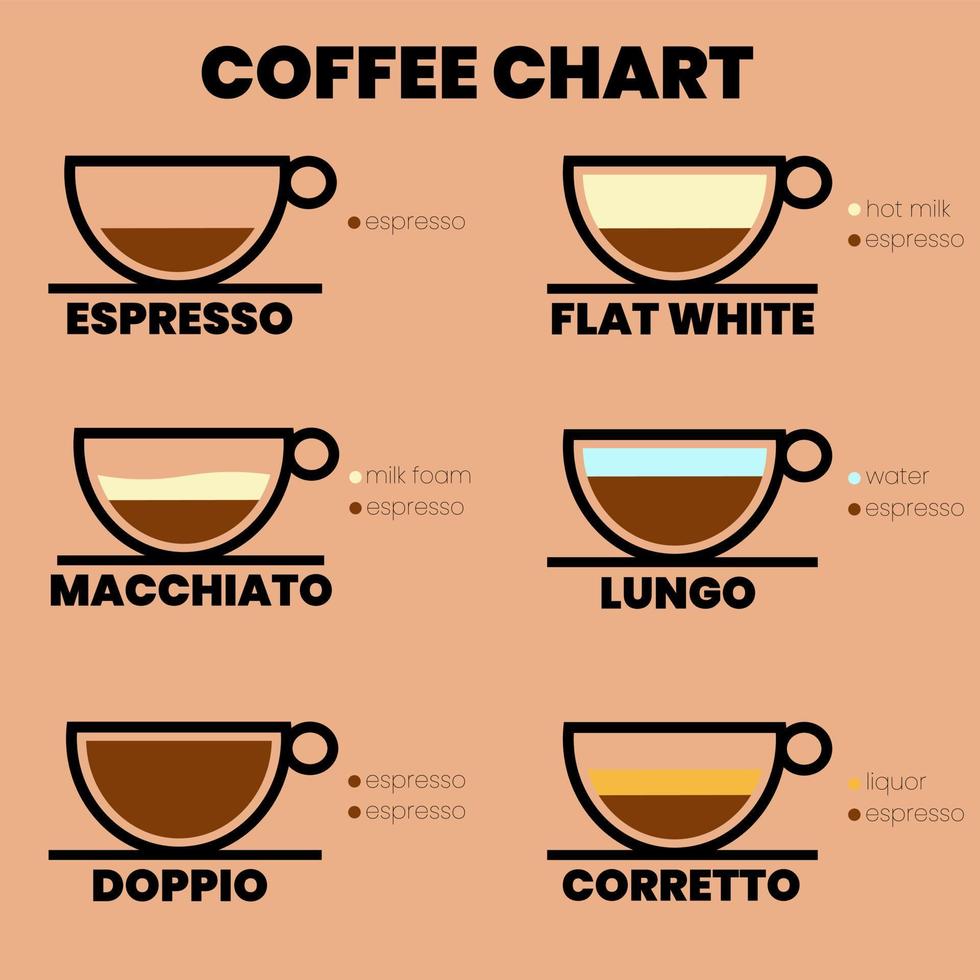 COFFEE CHART
espresso
ESPRESSO
hot milk
espresso
FLAT WHITE
milk foam
espresso
MACCHIATO
water
espresso
LUNGO
espresso
espresso
DOPPIO
liquor
espresso
CORRETTO